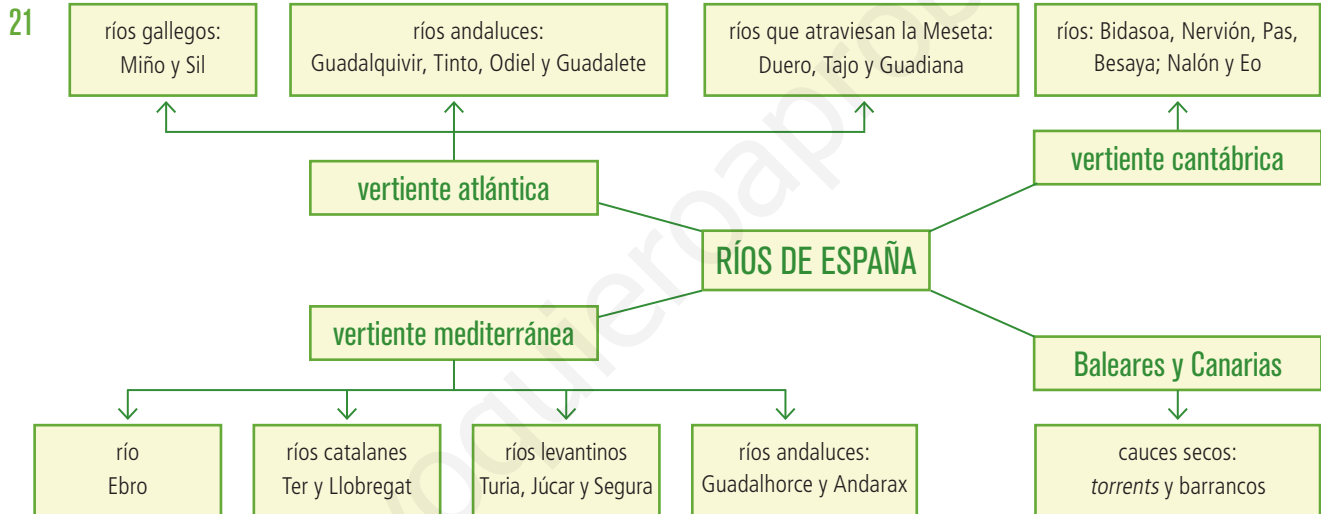 21
ríos gallegos:
Miño y Sil
ríos andaluces:
Guadalquivir, Tinto, Odiel y Guadalete
ríos que atraviesan la Meseta:
Duero, Tajo y Guadiana
ríos: Bidasoa, Nervión, Pas,
Besaya; Nalón y Eo
vertiente atlántica
vertiente cantábrica
RÍOS DE ESPAÑA
vertiente mediterránea
Baleares y Canarias
río
Ebro
ríos catalanes
Ter y Llobregat
ríos levantinos
Turia, Júcar y Segura
ríos andaluces:
Guadalhorce y Andarax
cauces secos:
torrents y barrancos